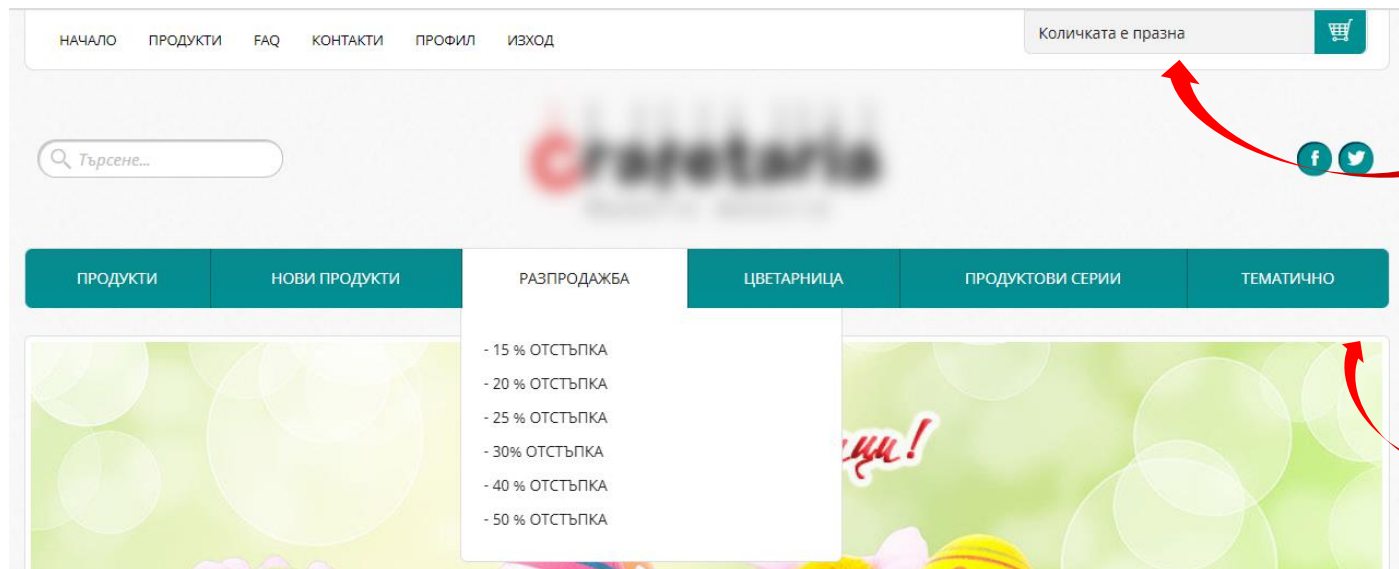 НАЧАЛО ПРОДУКТИ FAQ КОНТАКТИ ПРОФИЛ ИЗХОД
Количката е празна
Търсене...
ПРОДУКТИ НОВИ ПРОДУКТИ РАЗПРОДАЖБА ЦВЕТАРНИЦА ПРОДУКТОВИ СЕРИИ ТЕМАТИЧНО
- 15 % ОТСТЪПКА
- 20 % ОТСТЪПКА
- 25 % ОТСТЪПКА
- 30% ОТСТЪПКА
- 40 % ОТСТЪПКА
- 50 % ОТСТЪПКА